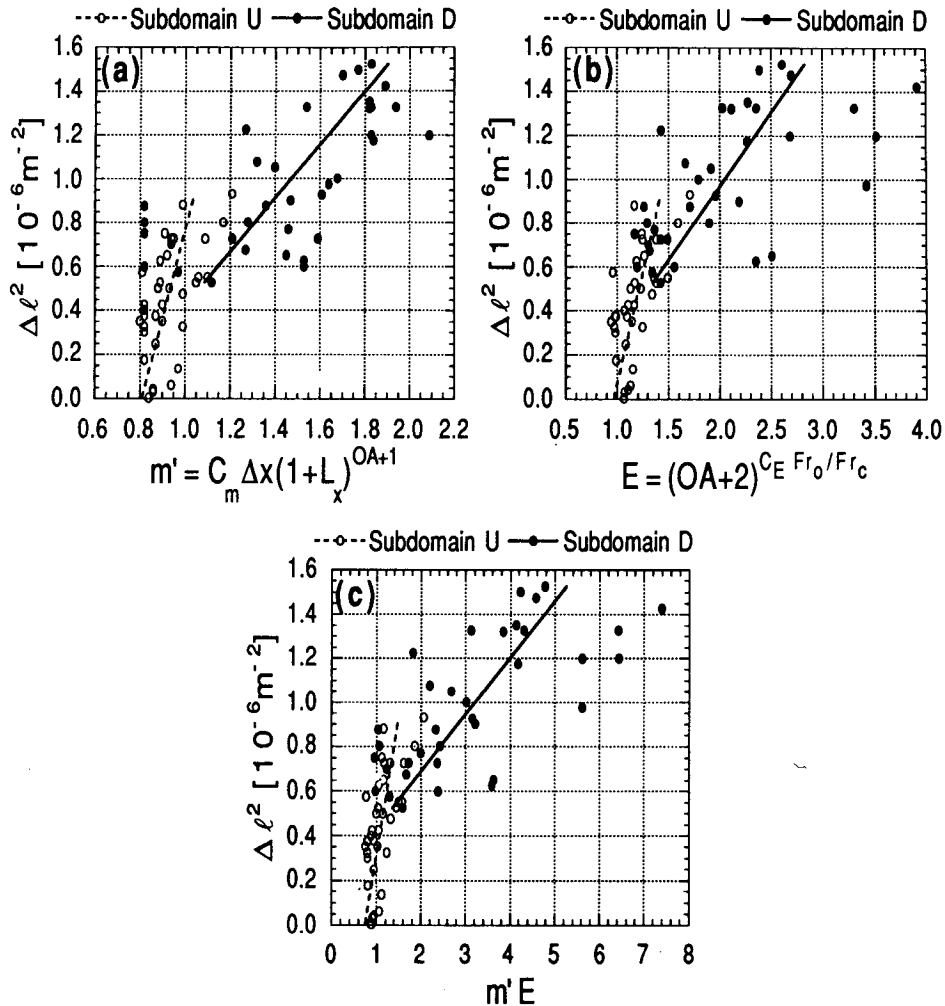 Subdomain U Subdomain D
Subdomain U Subdomain D
(a)
1.6
1.4
1.2
1.0
0.8
0.6
0.4
0.2
0.0
Δℓ² [10⁻⁶m⁻²]
0.6 0.8 1.0 1.2 1.4 1.6 1.8 2.0 2.2
m' = C_m Δx(1+L_x)^OA+1
(b)
1.6
1.4
1.2
1.0
0.8
0.6
0.4
0.2
0.0
Δℓ² [10⁻⁶m⁻²]
0.5 1.0 1.5 2.0 2.5 3.0 3.5 4.0
E = (OA+2)^C_E Fr_o/Fr_c
Subdomain U Subdomain D
(c)
1.6
1.4
1.2
1.0
0.8
0.6
0.4
0.2
0.0
Δℓ² [10⁻⁶m⁻²]
0 1 2 3 4 5 6 7 8
m'E